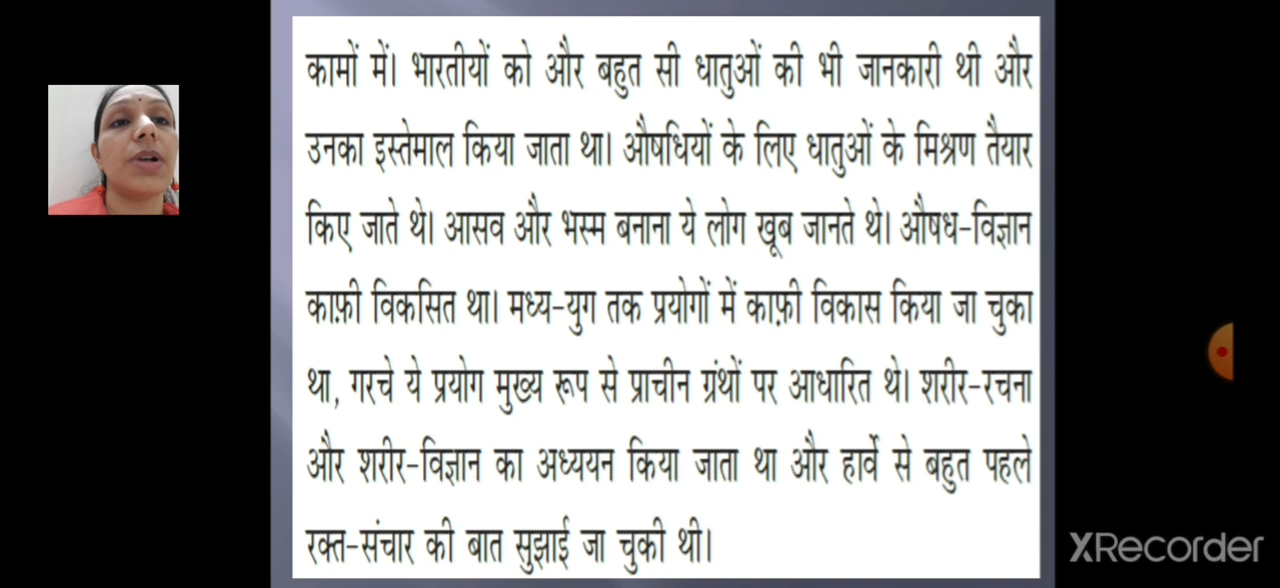 कामों में। भारतीयों को और बहुत सी धातुओं की भी जानकारी थी और
उनका इस्तेमाल किया जाता था। औषधियों के लिए धातुओं के मिश्रण तैयार
किए जाते थे। आसव और भस्म बनाना ये लोग खूब जानते थे। औषध-विज्ञान
काफ़ी विकसित था। मध्य-युग तक प्रयोगों में काफ़ी विकास किया जा चुका
था, गरचे ये प्रयोग मुख्य रूप से प्राचीन ग्रंथों पर आधारित थे। शरीर-रचना
और शरीर-विज्ञान का अध्ययन किया जाता था और हार्वे से बहुत पहले
रक्त-संचार की बात सुझाई जा चुकी थी।
XRecorder